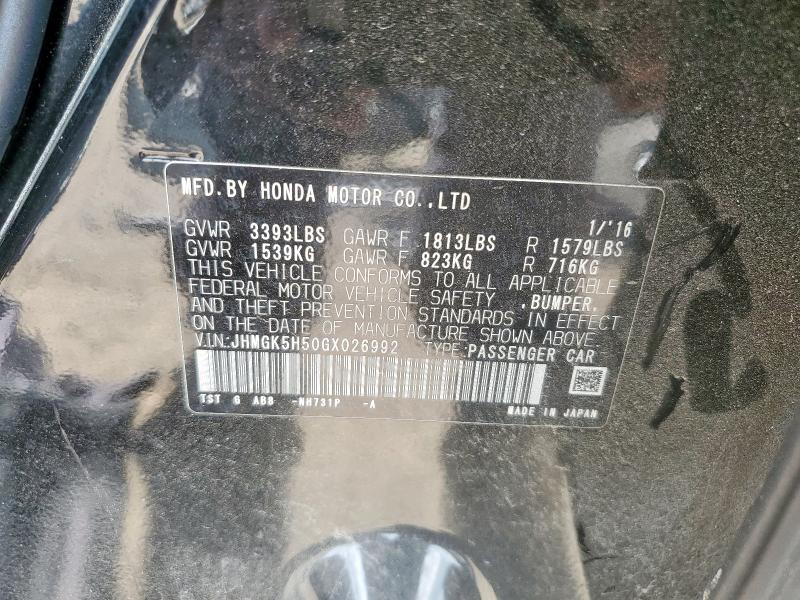 MFD.BY HONDA MOTOR CO.,LTD
1/'16
GVWR 3393LBS GAWR F 1813LBS R 1579LBS
GVWR 1539KG GAWR F 823KG R 716KG
THIS VEHICLE CONFORMS TO ALL APPLICABLE
FEDERAL MOTOR VEHICLE SAFETY ,BUMPER,
AND THEFT PREVENTION STANDARDS IN EFFECT
ON THE DATE OF MANUFACTURE SHOWN ABOVE.
V.I.N:JHMGK5H50GX026992 TYPE:PASSENGER CAR
TST G ABB -NH731P -A
MADE IN JAPAN